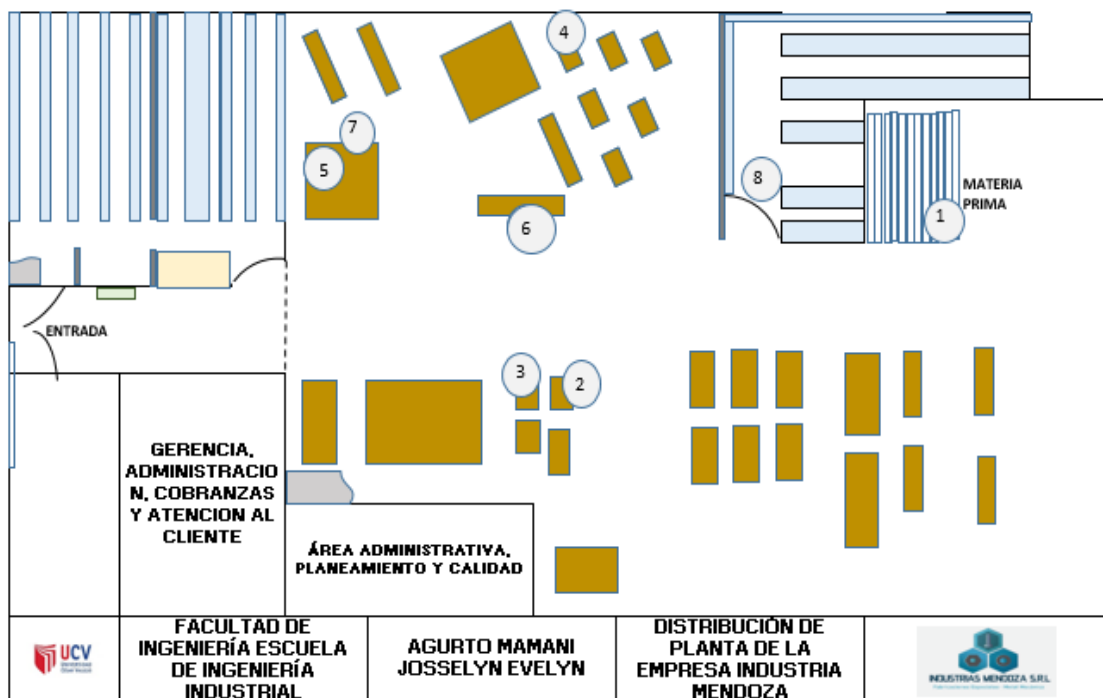 4
7
5
8
MATERIA
PRIMA
1
6
ENTRADA
3
2
GERENCIA,
ADMINISTRACIO
N, COBRANZAS
Y ATENCION AL
CLIENTE
ÁREA ADMINISTRATIVA,
PLANEAMIENTO Y CALIDAD
UCV
FACULTAD DE
INGENIERÍA ESCUELA
DE INGENIERÍA
INDUSTRIAL
AGURTO MAMANI
JOSSELYN EVELYN
DISTRIBUCIÓN DE
PLANTA DE LA
EMPRESA INDUSTRIA
MENDOZA
INDUSTRIAS MENDOZA S.R.L